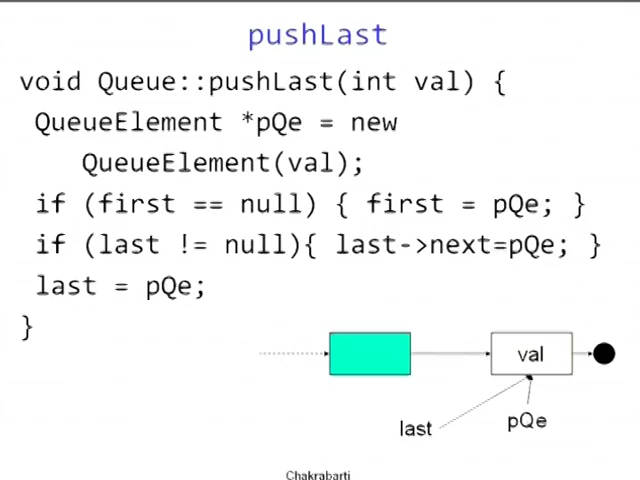 pushLast
void Queue::pushLast(int val) {
QueueElement *pQe = new
QueueElement(val);
if (first == null) { first = pQe; }
if (last != null){ last->next=pQe; }
last = pQe;
}
val
last
pQe
Chakrabarti